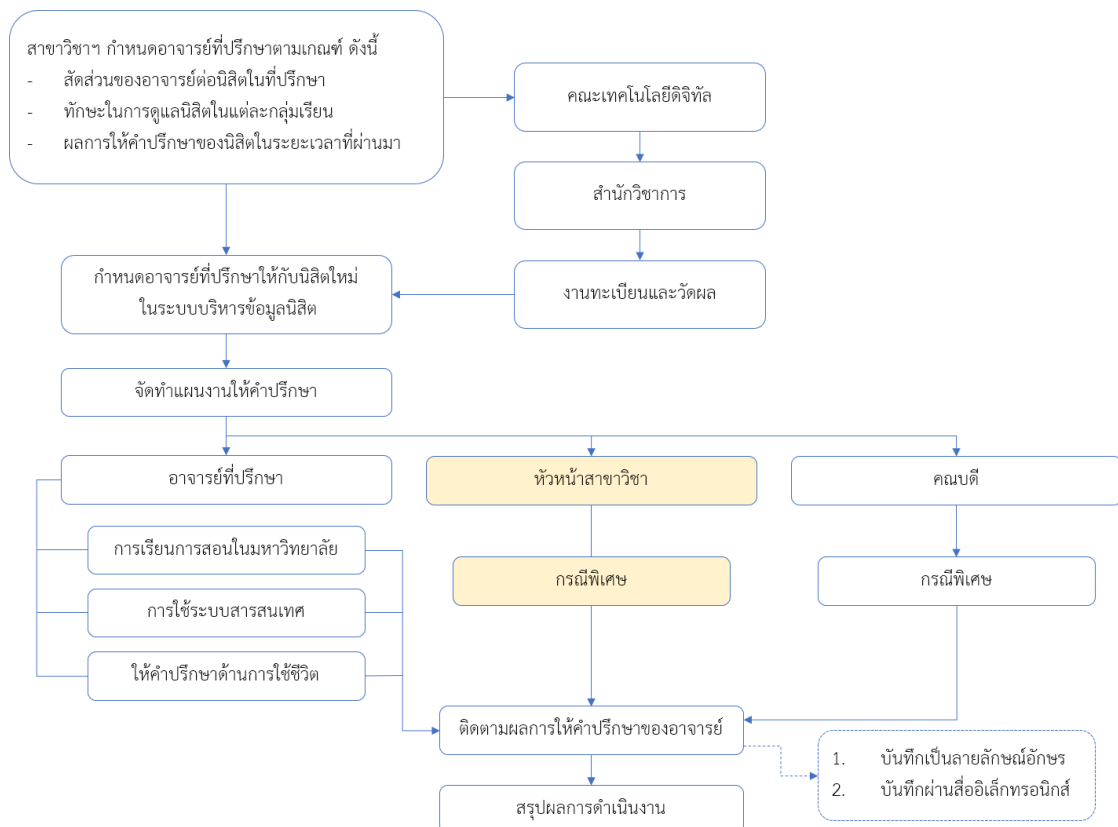 สาขาวิชาฯ กำหนดอาจารย์ที่ปรึกษาตามเกณฑ์ ดังนี้
- สัดส่วนของอาจารย์ต่อนิสิตในที่ปรึกษา
- ทักษะในการดูแลนิสิตในแต่ละกลุ่มเรียน
- ผลการให้คำปรึกษาของนิสิตในระยะเวลาที่ผ่านมา
คณะเทคโนโลยีดิจิทัล
สำนักวิชาการ
งานทะเบียนและวัดผล
กำหนดอาจารย์ที่ปรึกษาให้กับนิสิตใหม่
ในระบบบริหารข้อมูลนิสิต
จัดทำแผนงานให้คำปรึกษา
อาจารย์ที่ปรึกษา
หัวหน้าสาขาวิชา
คณบดี
การเรียนการสอนในมหาวิทยาลัย
การใช้ระบบสารสนเทศ
ให้คำปรึกษาด้านการใช้ชีวิต
กรณีพิเศษ
กรณีพิเศษ
ติดตามผลการให้คำปรึกษาของอาจารย์
1. บันทึกเป็นลายลักษณ์อักษร
2. บันทึกผ่านสื่ออิเล็กทรอนิกส์
สรุปผลการดำเนินงาน